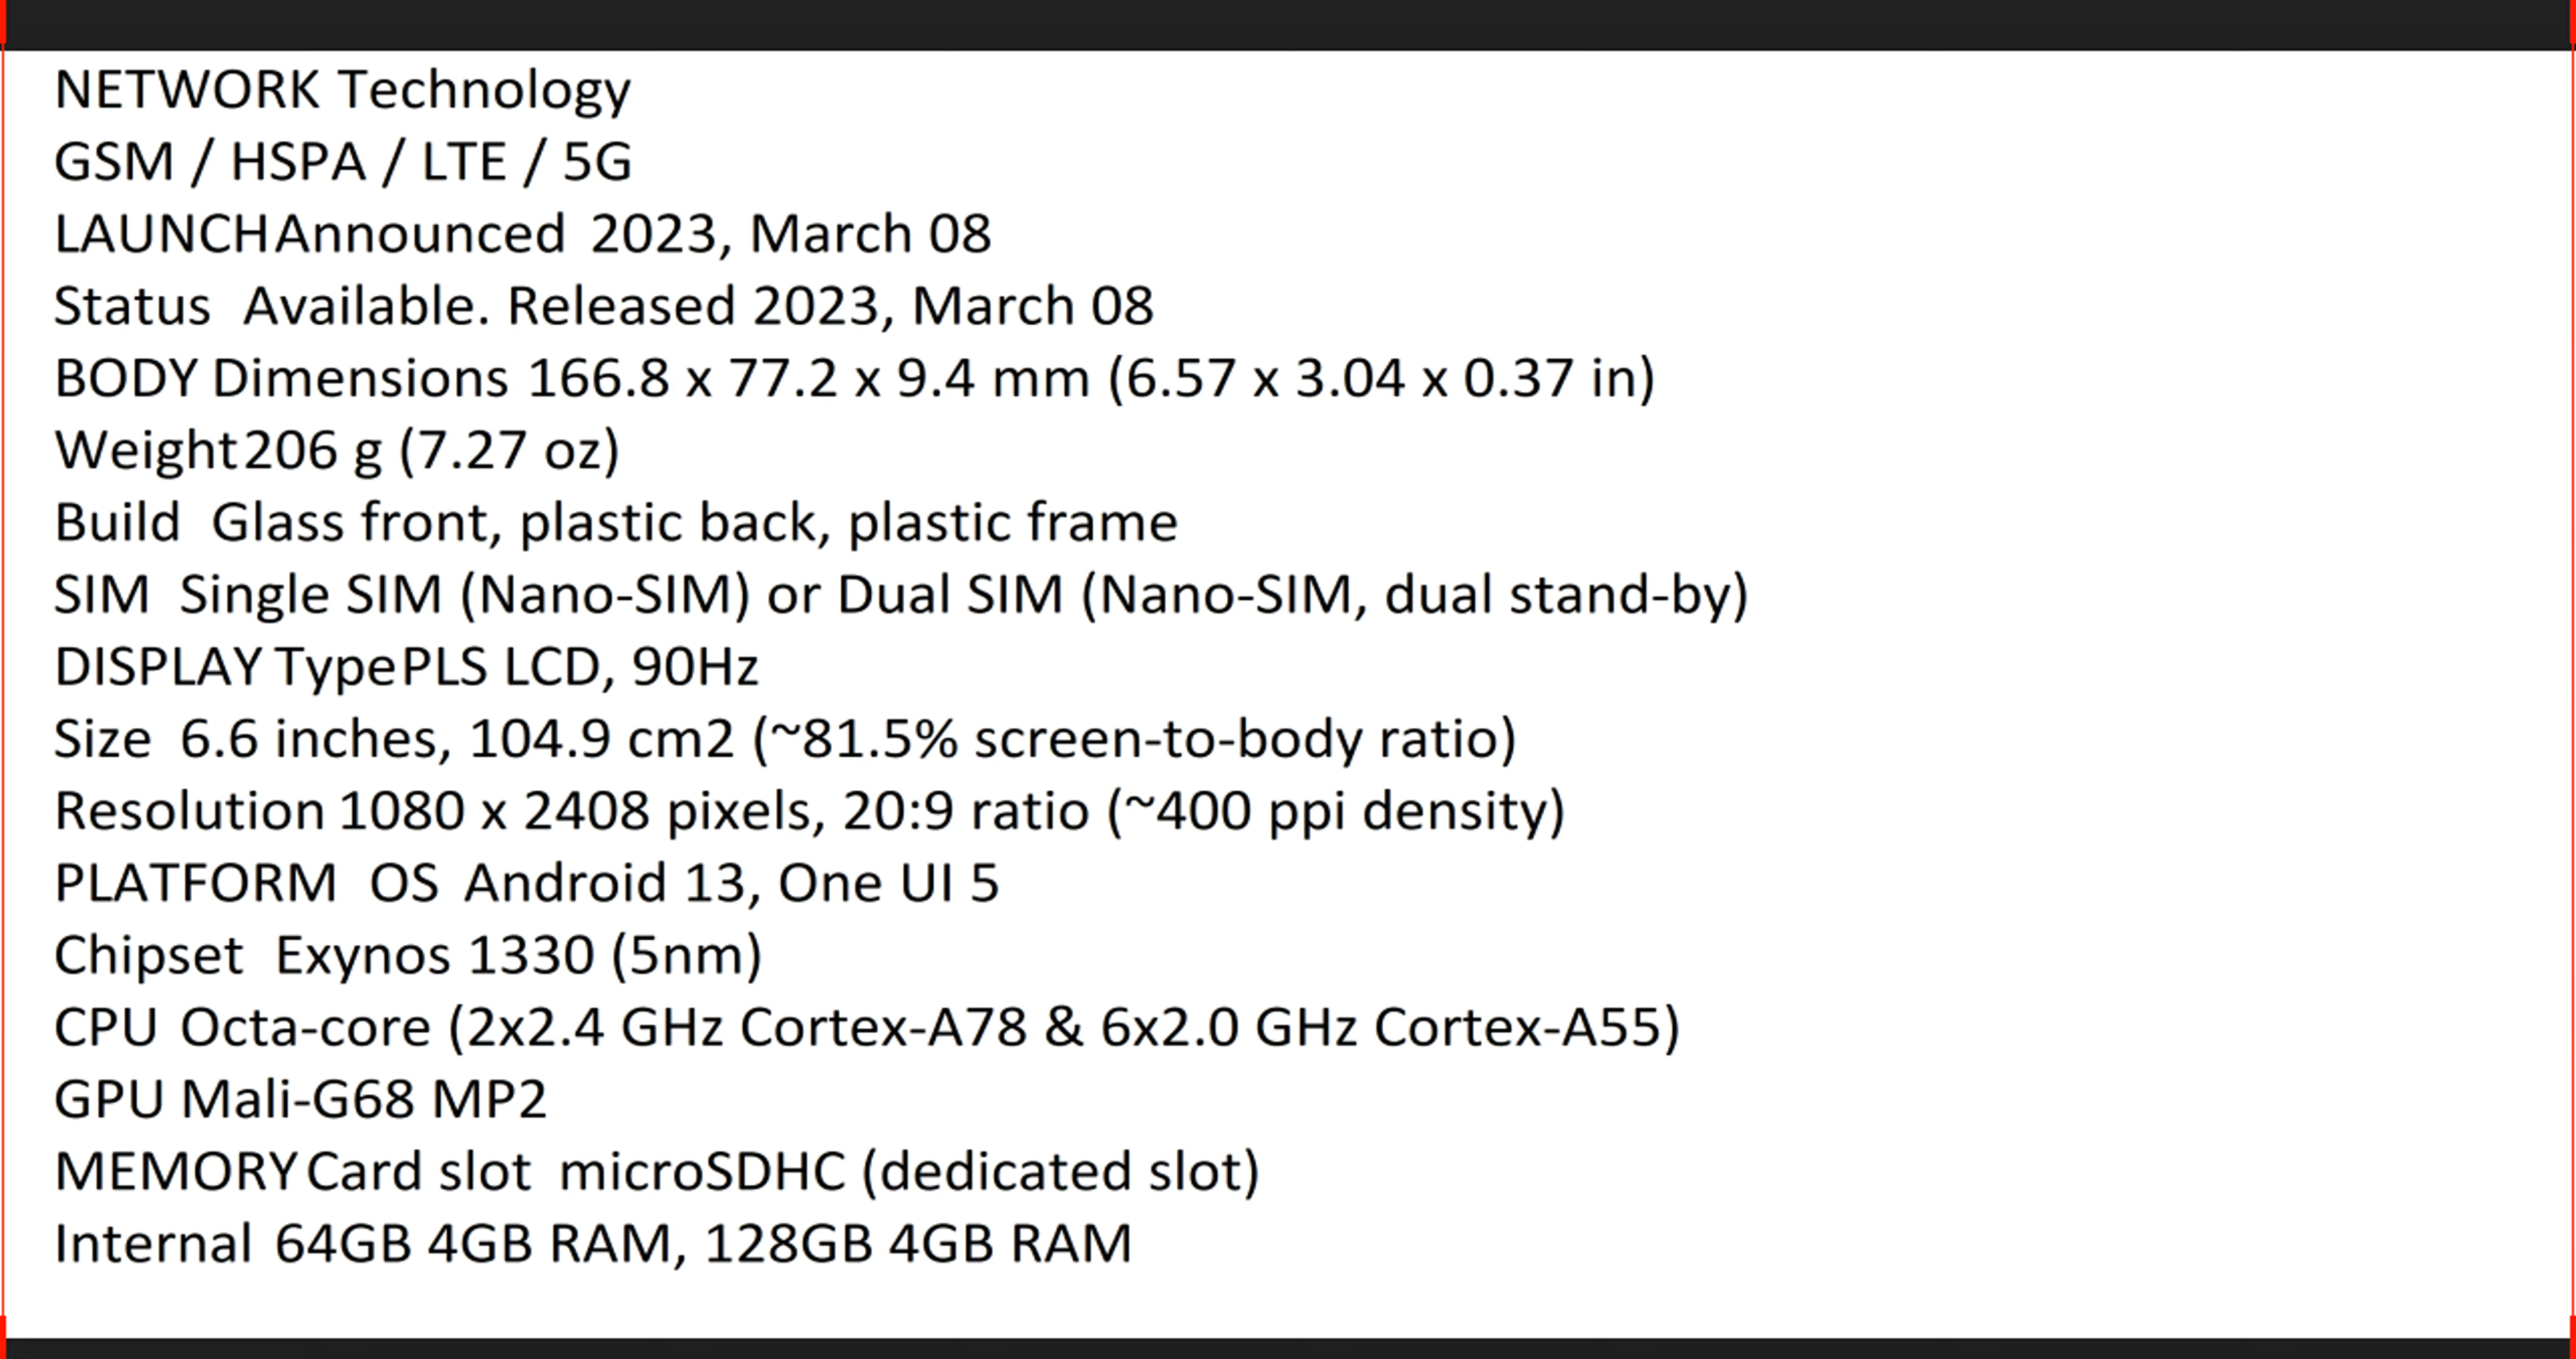 NETWORK Technology
GSM / HSPA / LTE / 5G
LAUNCH Announced 2023, March 08
Status Available. Released 2023, March 08
BODY Dimensions 166.8 x 77.2 x 9.4 mm (6.57 x 3.04 x 0.37 in)
Weight 206 g (7.27 oz)
Build Glass front, plastic back, plastic frame
SIM Single SIM (Nano-SIM) or Dual SIM (Nano-SIM, dual stand-by)
DISPLAY Type PLS LCD, 90Hz
Size 6.6 inches, 104.9 cm2 (~81.5% screen-to-body ratio)
Resolution 1080 x 2408 pixels, 20:9 ratio (~400 ppi density)
PLATFORM OS Android 13, One UI 5
Chipset Exynos 1330 (5nm)
CPU Octa-core (2x2.4 GHz Cortex-A78 & 6x2.0 GHz Cortex-A55)
GPU Mali-G68 MP2
MEMORY Card slot microSDHC (dedicated slot)
Internal 64GB 4GB RAM, 128GB 4GB RAM